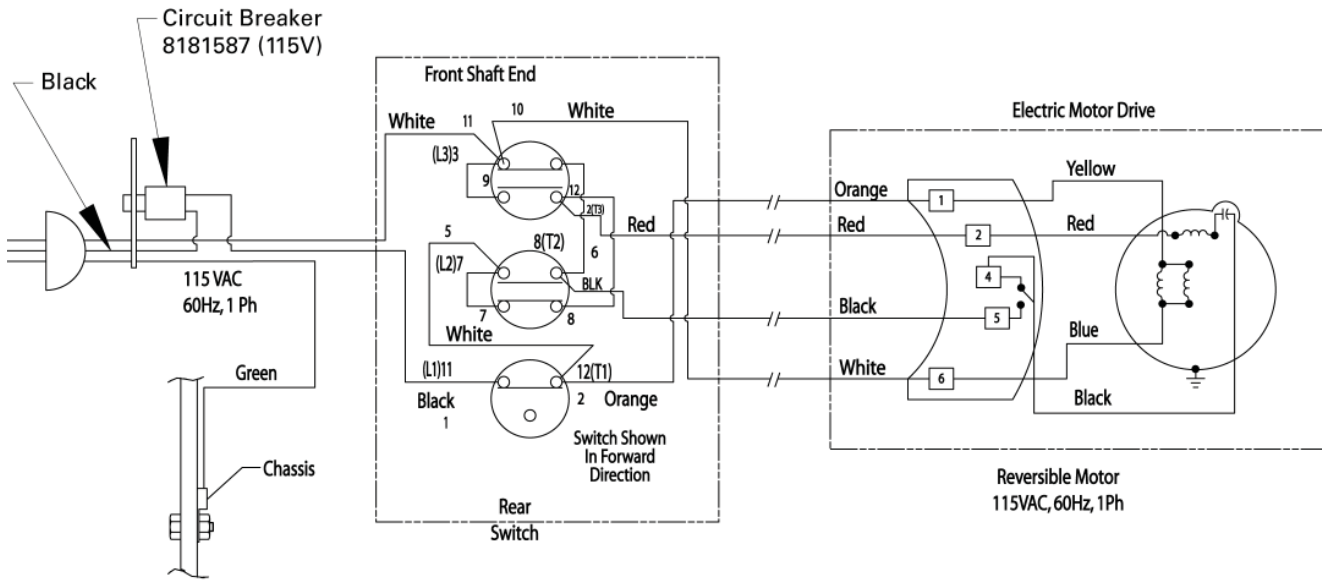 Circuit Breaker
8181587 (115V)
Black
Front Shaft End
10
White
White
11
(L3)3
9
12
2(T3)
Red
5
8(T2)
6
(L2)7
BLK
7
8
White
(L1)11
12(T1)
Black
2
Orange
1
Switch Shown
In Forward
Direction
Rear
Switch
115 VAC
60Hz, 1 Ph
Green
Chassis
Electric Motor Drive
Yellow
Orange
1
Red
2
Red
4
Black
5
Blue
White
6
Black
Reversible Motor
115VAC, 60Hz, 1Ph